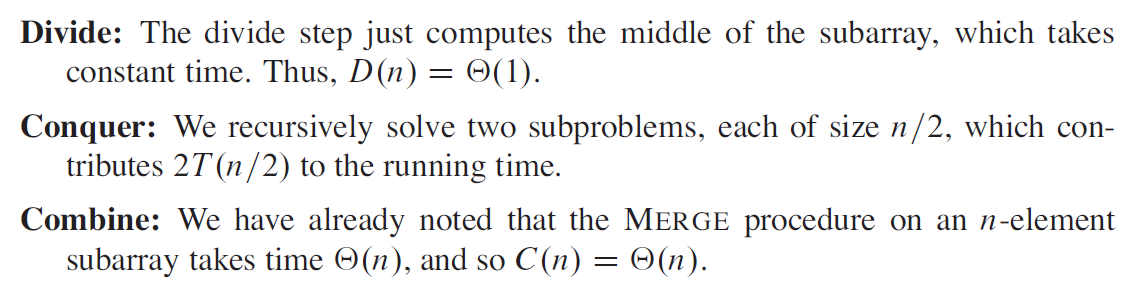 Divide: The divide step just computes the middle of the subarray, which takes
constant time. Thus, D(n) = Θ(1).
Conquer: We recursively solve two subproblems, each of size n/2, which con-
tributes 2T(n/2) to the running time.
Combine: We have already noted that the MERGE procedure on an n-element
subarray takes time Θ(n), and so C(n) = Θ(n).